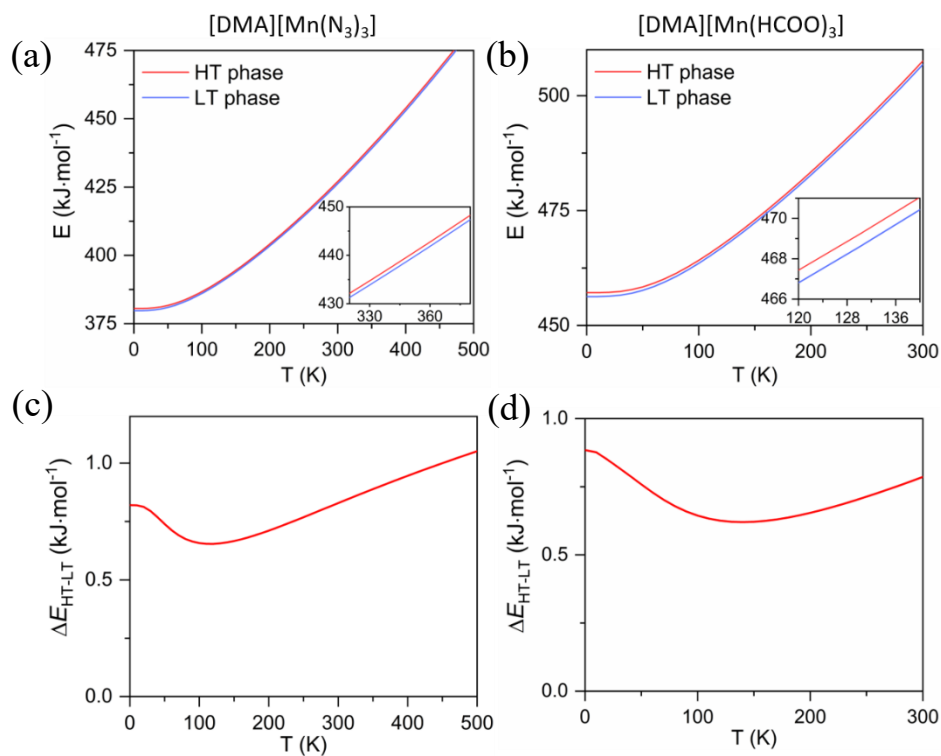 [DMA][Mn(N₃)₃]
[DMA][Mn(HCOO)₃]
(a)
475
450
425
400
375
E (kJ·mol⁻¹)
HT phase
LT phase
450
440
430
330
360
0
100
200
300
400
500
T (K)
(b)
500
475
450
E (kJ·mol⁻¹)
HT phase
LT phase
470
468
466
120
128
136
0
100
200
300
T (K)
(c)
1.0
0.5
0.0
ΔE_HT-LT (kJ·mol⁻¹)
0
100
200
300
400
500
T (K)
(d)
1.0
0.5
0.0
ΔE_HT-LT (kJ·mol⁻¹)
0
100
200
300
T (K)